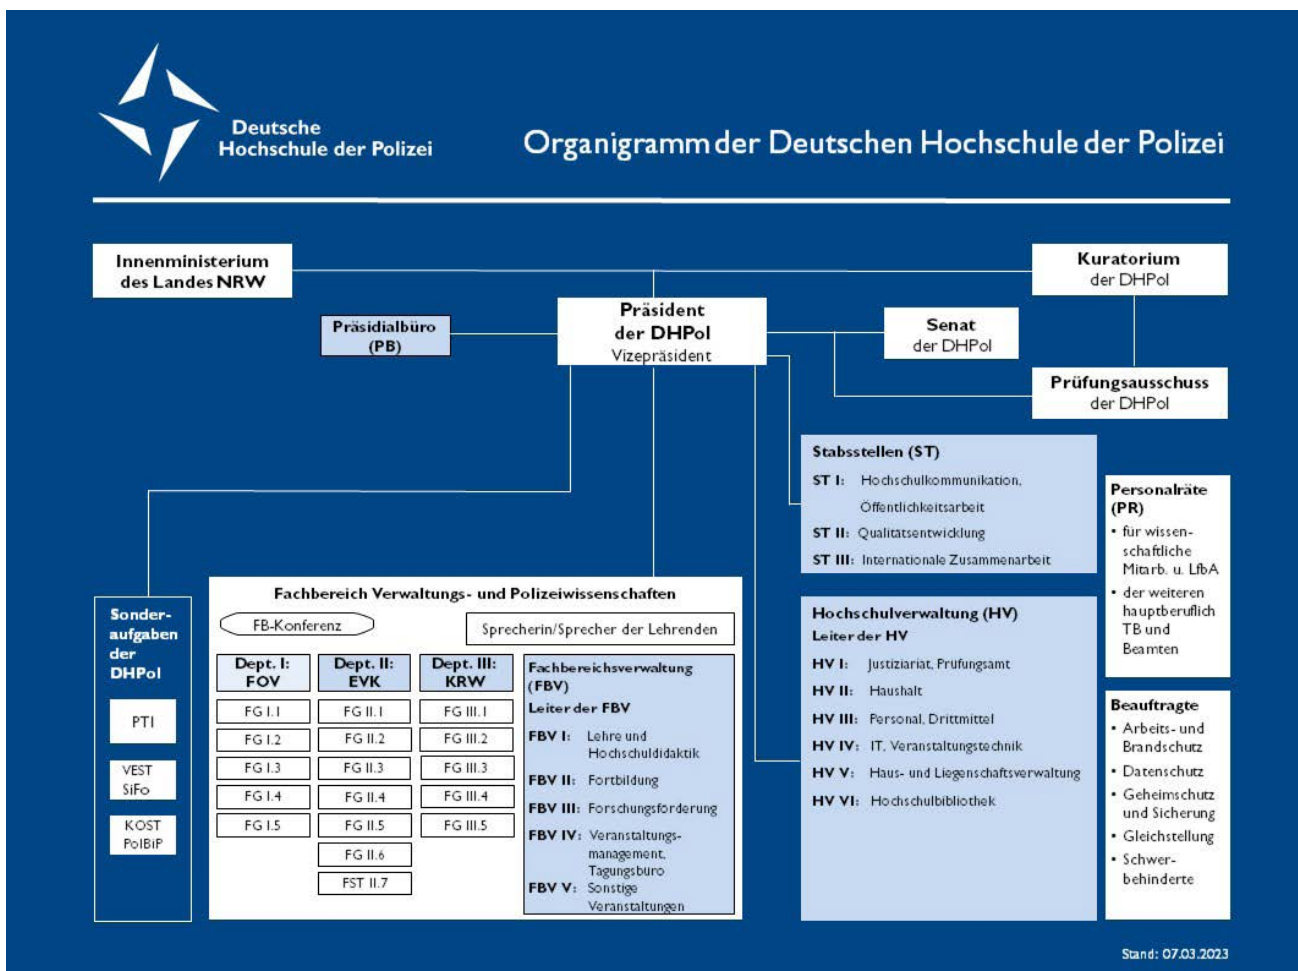 Deutsche
Hochschule der Polizei
Organigramm der Deutschen Hochschule der Polizei
Innenministerium
des Landes NRW
Kuratorium
der DHPol
Präsidialbüro
(PB)
Präsident
der DHPol
Vizepräsident
Senat
der DHPol
Prüfungsausschuss
der DHPol
Stabsstellen (ST)
ST I: Hochschulkommunikation,
Öffentlichkeitsarbeit
ST II: Qualitätsentwicklung
ST III: Internationale Zusammenarbeit
Personalräte
(PR)
• für wissen-
schaftliche
Mitarb. u. LfbA
• der weiteren
hauptberuflich
TB und
Beamten
Sonder-
aufgaben
der
DHPol
PTI
VEST
SiFo
KOST
PolBiP
Fachbereich Verwaltungs- und Polizeiwissenschaften
FB-Konferenz
Sprecherin/Sprecher der Lehrenden
Dept. I:
FOV
FG I.1
FG I.2
FG I.3
FG I.4
FG I.5
Dept. II:
EVK
FG II.1
FG II.2
FG II.3
FG II.4
FG II.5
FG II.6
FST II.7
Dept. III:
KRW
FG III.1
FG III.2
FG III.3
FG III.4
FG III.5
Fachbereichsverwaltung
(FBV)
Leiter der FBV
FBV I: Lehre und
Hochschuldidaktik
FBV II: Fortbildung
FBV III: Forschungsförderung
FBV IV: Veranstaltungs-
management,
Tagungsbüro
FBV V: Sonstige
Veranstaltungen
Hochschulverwaltung (HV)
Leiter der HV
HV I: Justiziariat, Prüfungsamt
HV II: Haushalt
HV III: Personal, Drittmittel
HV IV: IT, Veranstaltungstechnik
HV V: Haus- und Liegenschaftsverwaltung
HV VI: Hochschulbibliothek
Beauftragte
• Arbeits- und
Brandschutz
• Datenschutz
• Geheimschutz
und Sicherung
• Gleichstellung
• Schwer-
behinderte
Stand: 07.03.2023